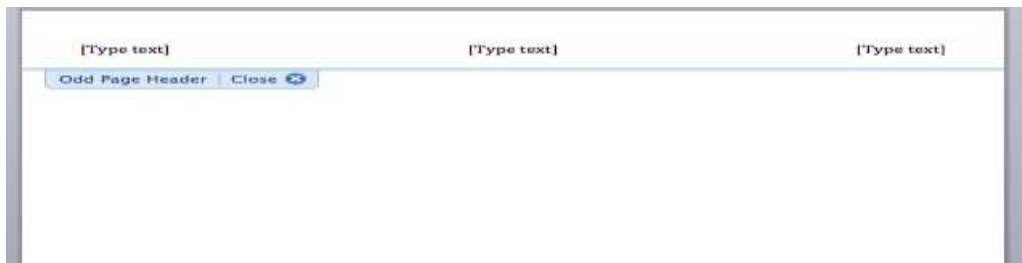 [Type text] [Type text] [Type text]
Odd Page Header | Close